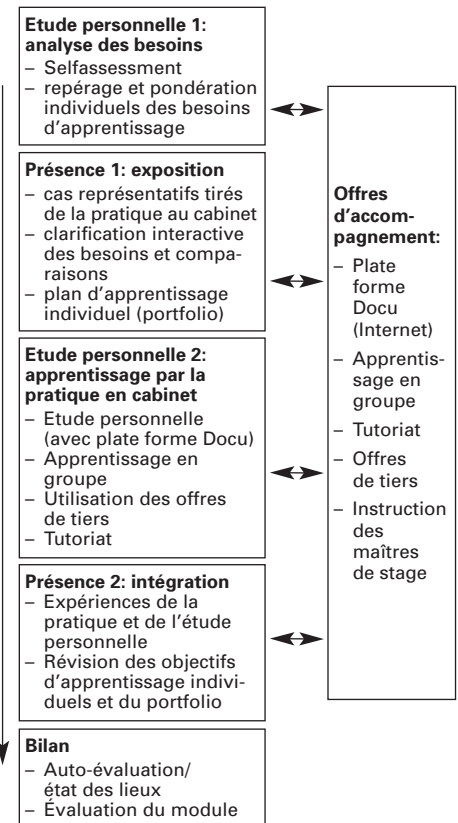 Etude personnelle 1:
analyse des besoins
– Selfassessment
– repérage et pondération
individuels des besoins
d'apprentissage
Présence 1: exposition
– cas représentatifs tirés
de la pratique au cabinet
– clarification interactive
des besoins et compa-
raisons
– plan d'apprentissage
individuel (portfolio)
Etude personnelle 2:
apprentissage par la
pratique en cabinet
– Etude personnelle
(avec plate forme Docu)
– Apprentissage en
groupe
– Utilisation des offres
de tiers
– Tutoriat
Présence 2: intégration
– Expériences de la
pratique et de l'étude
personnelle
– Révision des objectifs
d'apprentissage indivi-
duels et du portfolio
Bilan
– Auto-évaluation/
état des lieux
– Évaluation du module
Offres
d'accom-
pagnement:
– Plate
forme
Docu
(Internet)
– Apprentis-
sage en
groupe
– Tutoriat
– Offres
de tiers
– Instruction
des
maîtres
de stage